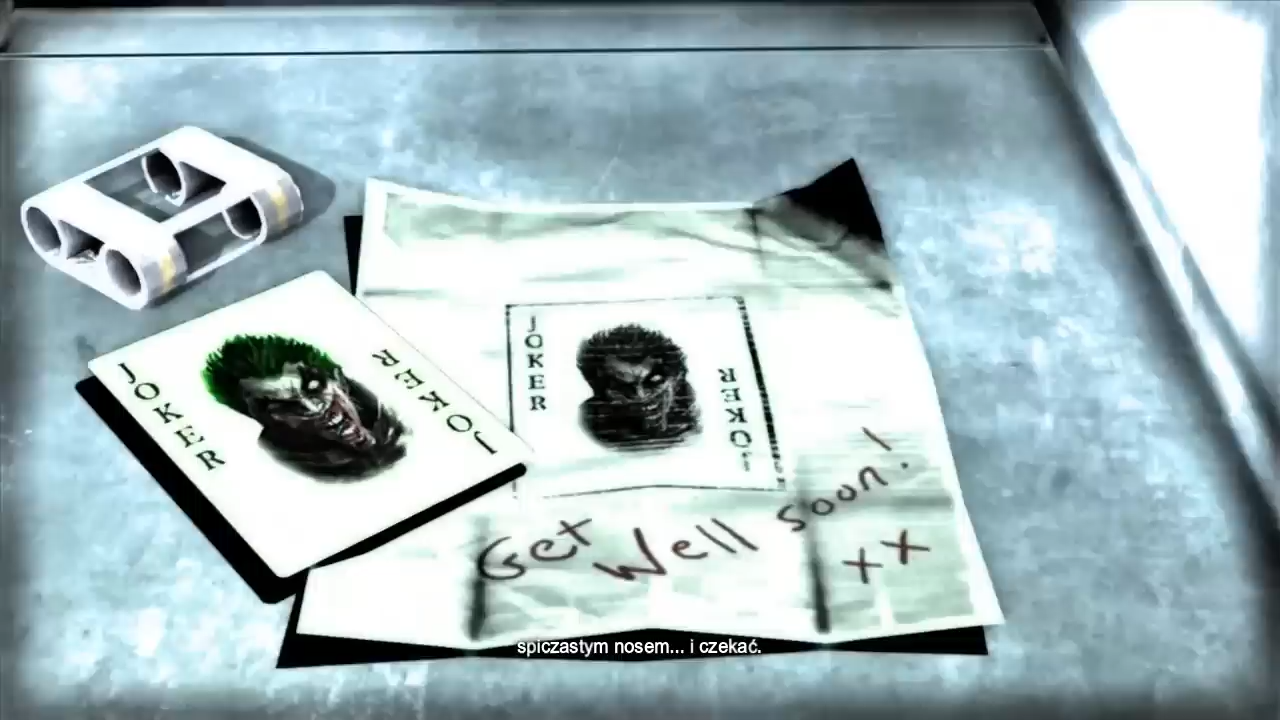 JOKER
JOKER
JOKER
JOKER
Get Well soon!
xx
spiczastym nosem... i czekać.